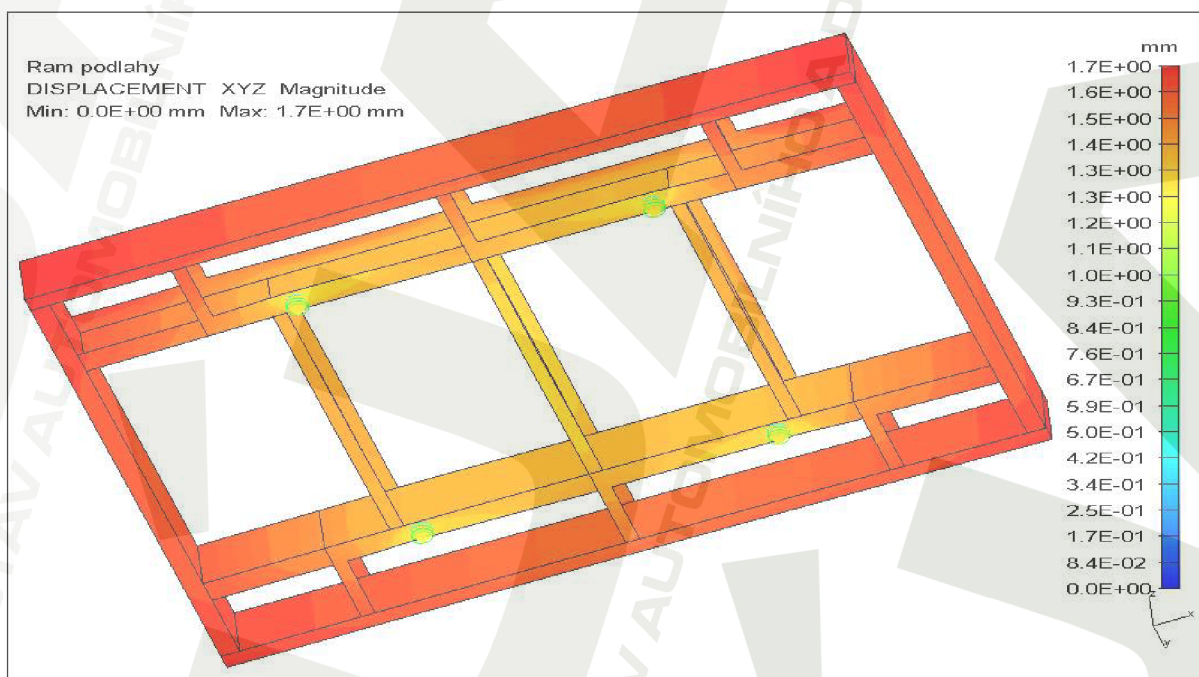 Ram podlahy
DISPLACEMENT XYZ Magnitude
Min: 0.0E+00 mm Max: 1.7E+00 mm
mm
1.7E+00
1.6E+00
1.5E+00
1.4E+00
1.3E+00
1.3E+00
1.2E+00
1.1E+00
1.0E+00
9.3E-01
8.4E-01
7.6E-01
6.7E-01
5.9E-01
5.0E-01
4.2E-01
3.4E-01
2.5E-01
1.7E-01
8.4E-02
0.0E+00
z
x
y
AUTOMOBILNÍHO
AV AUTOMOBILNÍHO A D